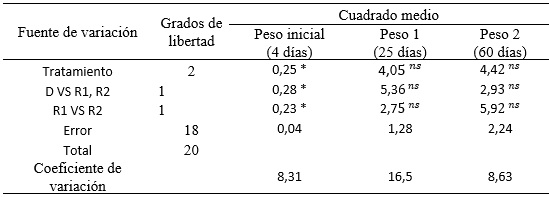 Fuente de variación Grados de libertad Cuadrado medio
Peso inicial (4 días) Peso 1 (25 días) Peso 2 (60 días)
Tratamiento 2 0,25 * 4,05 ns 4,42 ns
D VS R1, R2 1 0,28 * 5,36 ns 2,93 ns
R1 VS R2 1 0,23 * 2,75 ns 5,92 ns
Error 18 0,04 1,28 2,24
Total 20
Coeficiente de variación 8,31 16,5 8,63